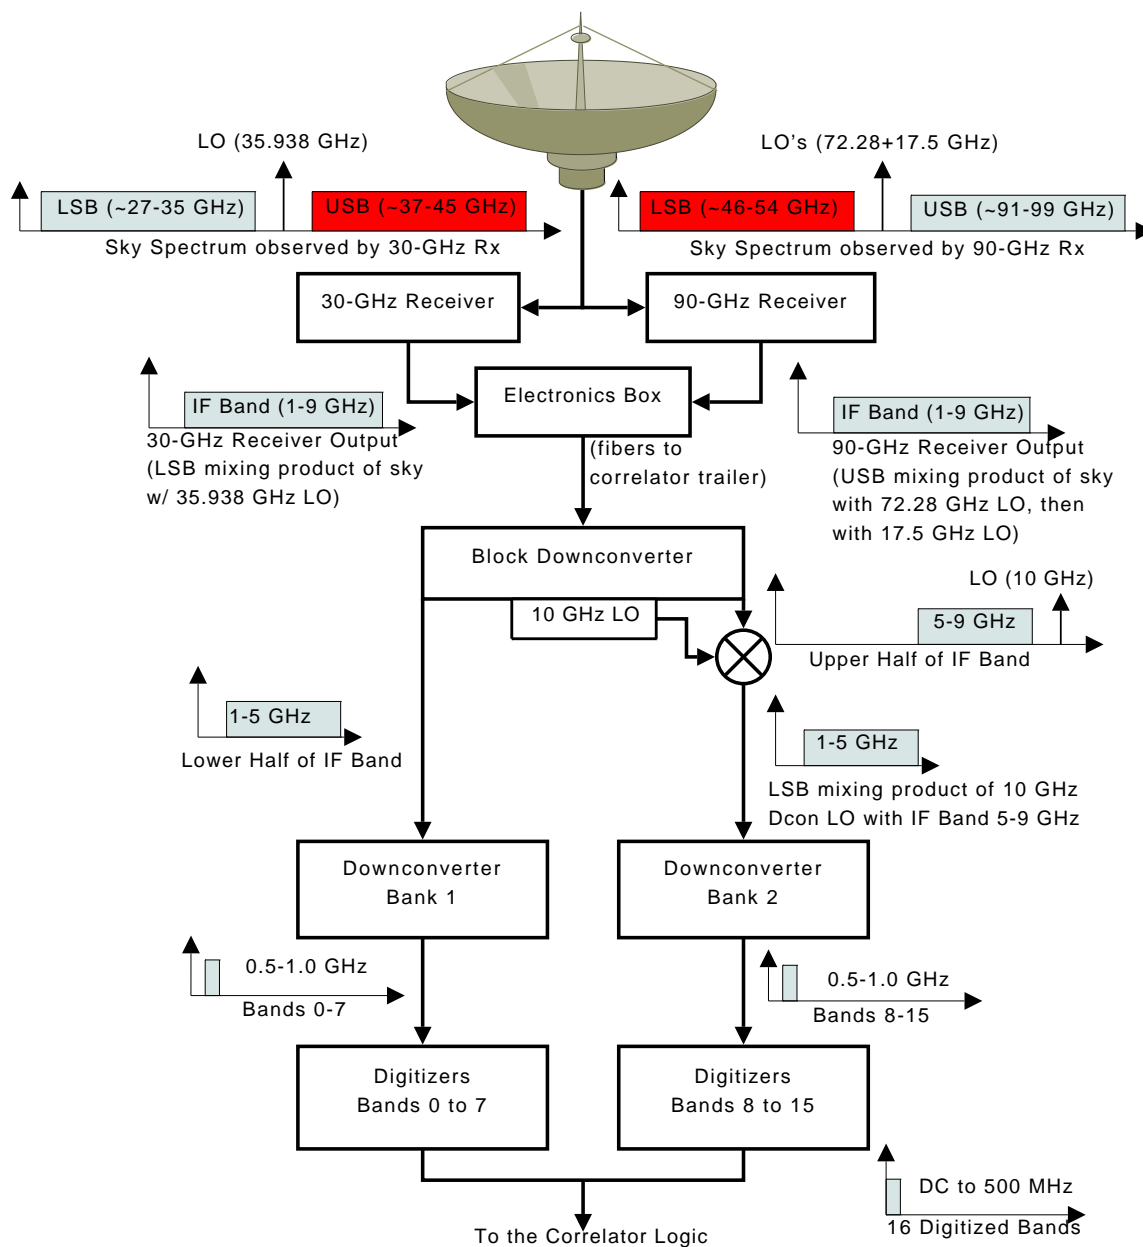 LO (35.938 GHz)
LO's (72.28+17.5 GHz)
LSB (~27-35 GHz)
USB (~37-45 GHz)
LSB (~46-54 GHz)
USB (~91-99 GHz)
Sky Spectrum observed by 30-GHz Rx
Sky Spectrum observed by 90-GHz Rx
30-GHz Receiver
90-GHz Receiver
Electronics Box
IF Band (1-9 GHz)
30-GHz Receiver Output
(LSB mixing product of sky
w/ 35.938 GHz LO)
IF Band (1-9 GHz)
90-GHz Receiver Output
(USB mixing product of sky
with 72.28 GHz LO, then
with 17.5 GHz LO)
(fibers to
correlator trailer)
Block Downconverter
10 GHz LO
LO (10 GHz)
5-9 GHz
Upper Half of IF Band
1-5 GHz
Lower Half of IF Band
1-5 GHz
LSB mixing product of 10 GHz
Dcon LO with IF Band 5-9 GHz
Downconverter
Bank 1
Downconverter
Bank 2
0.5-1.0 GHz
Bands 0-7
0.5-1.0 GHz
Bands 8-15
Digitizers
Bands 0 to 7
Digitizers
Bands 8 to 15
DC to 500 MHz
16 Digitized Bands
To the Correlator Logic